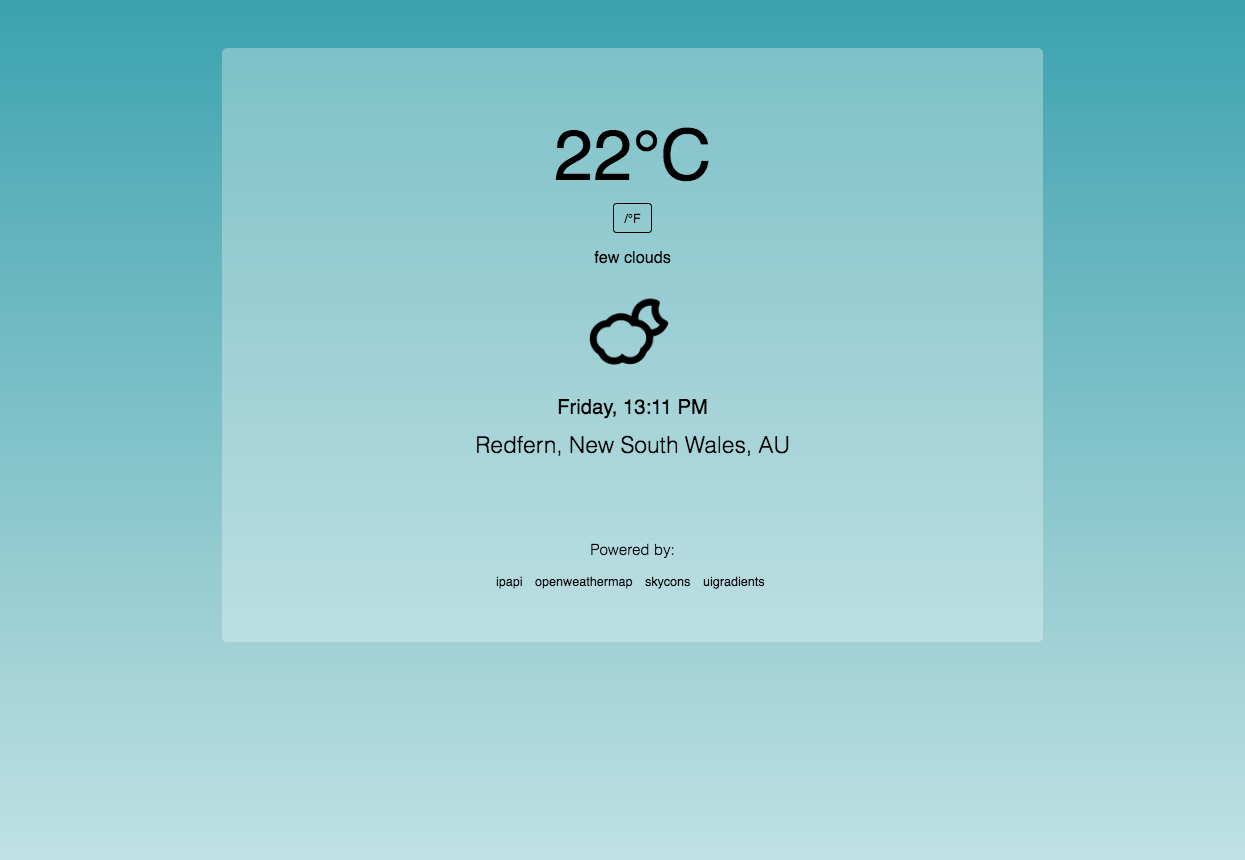 22°C
/°F
few clouds
Friday, 13:11 PM
Redfern, New South Wales, AU
Powered by:
ipapi openweathermap skycons uigradients